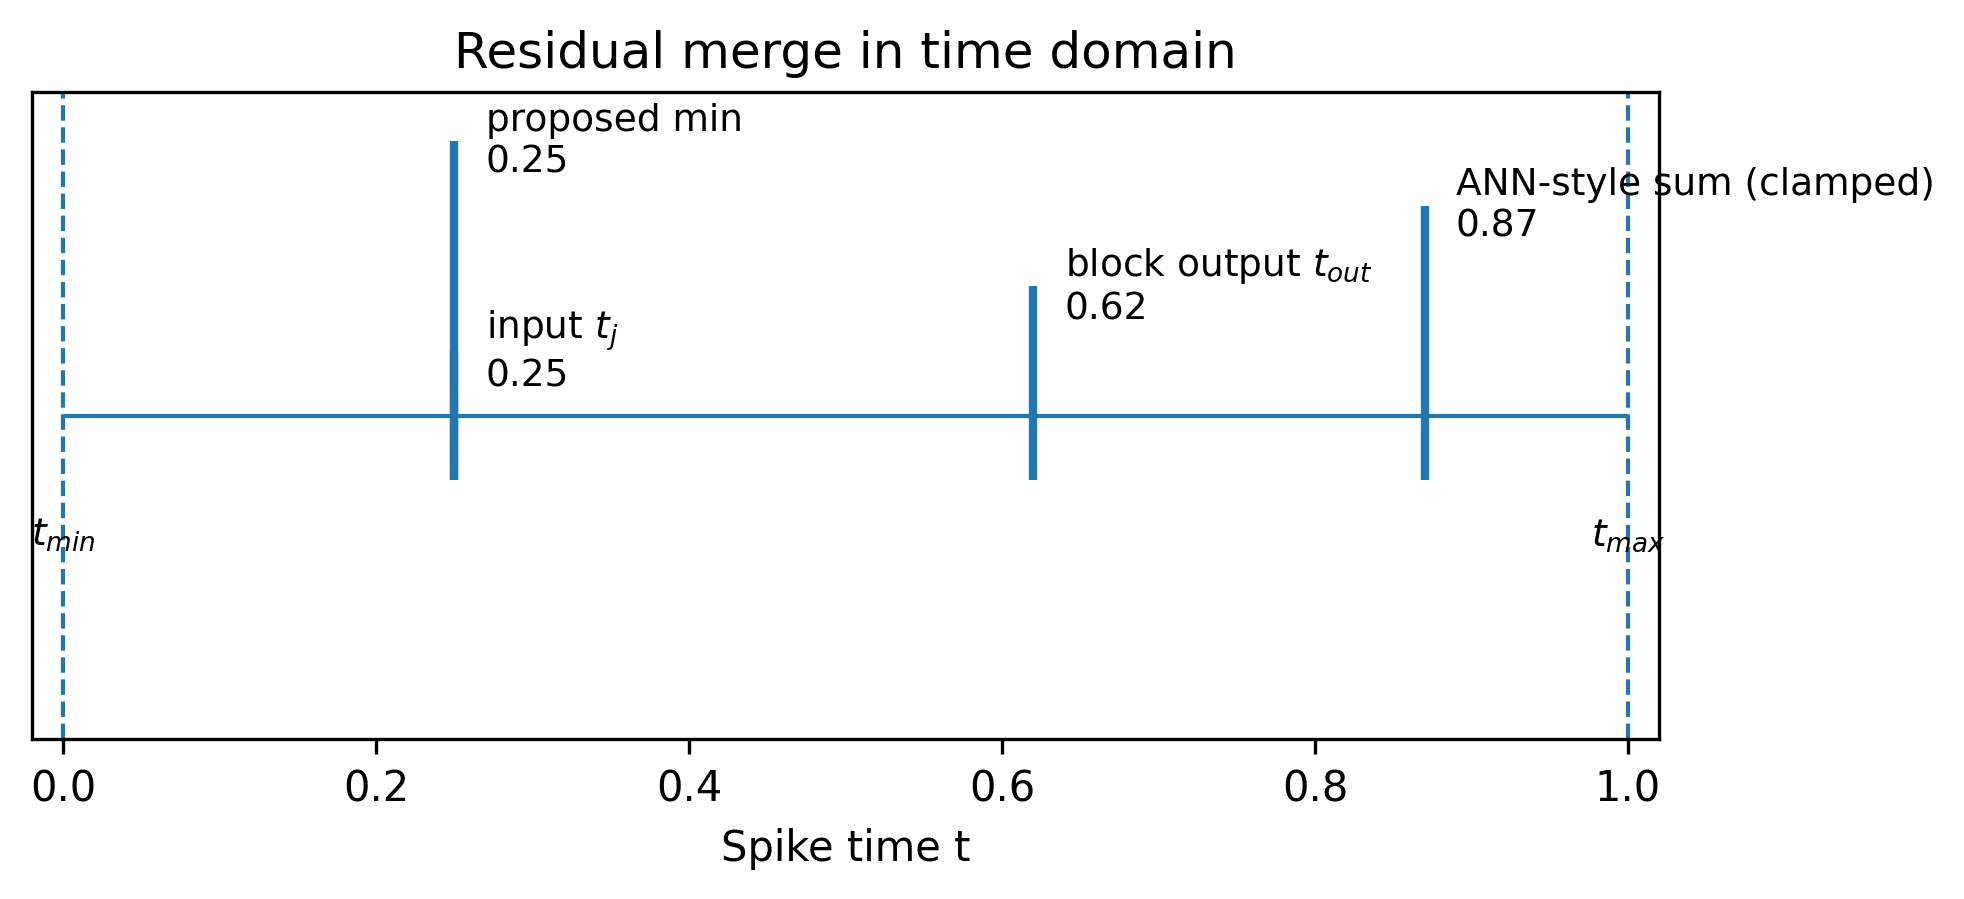 Residual merge in time domain
proposed min
0.25
ANN-style sum (clamped)
0.87
block output t_out
0.62
input t_j
0.25
t_min
t_max
0.0 0.2 0.4 0.6 0.8 1.0
Spike time t